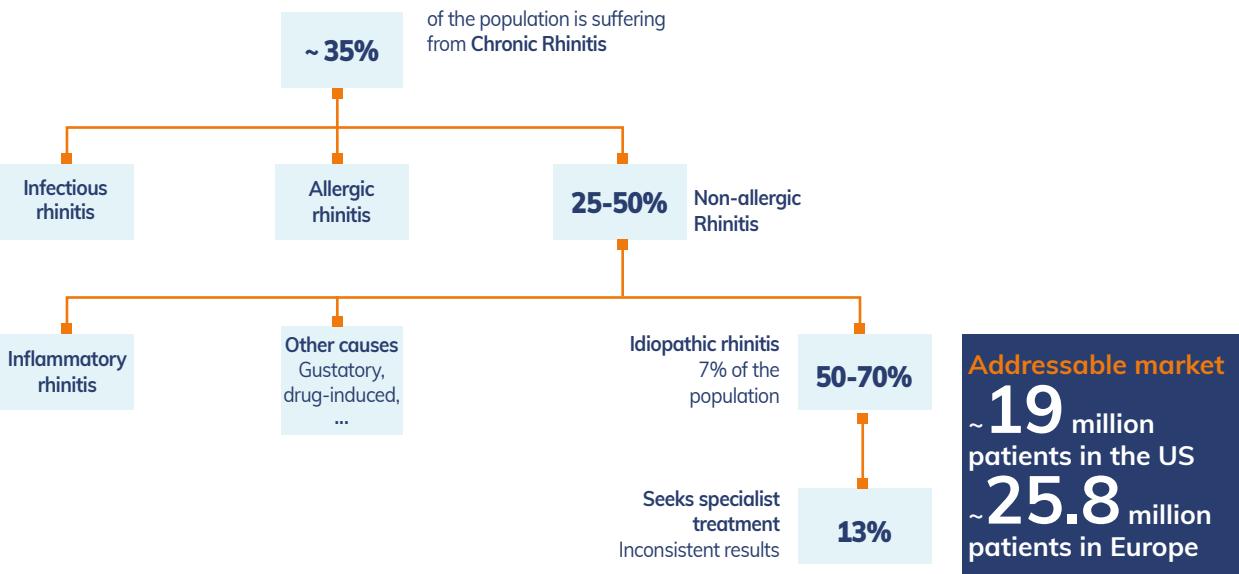 ~ 35%
of the population is suffering
from Chronic Rhinitis
Infectious
rhinitis
Allergic
rhinitis
25-50%
Non-allergic
Rhinitis
Inflammatory
rhinitis
Other causes
Gustatory,
drug-induced,
...
Idiopathic rhinitis
7% of the
population
50-70%
Seeks specialist
treatment
Inconsistent results
13%
Addressable market
~19 million
patients in the US
~25.8 million
patients in Europe